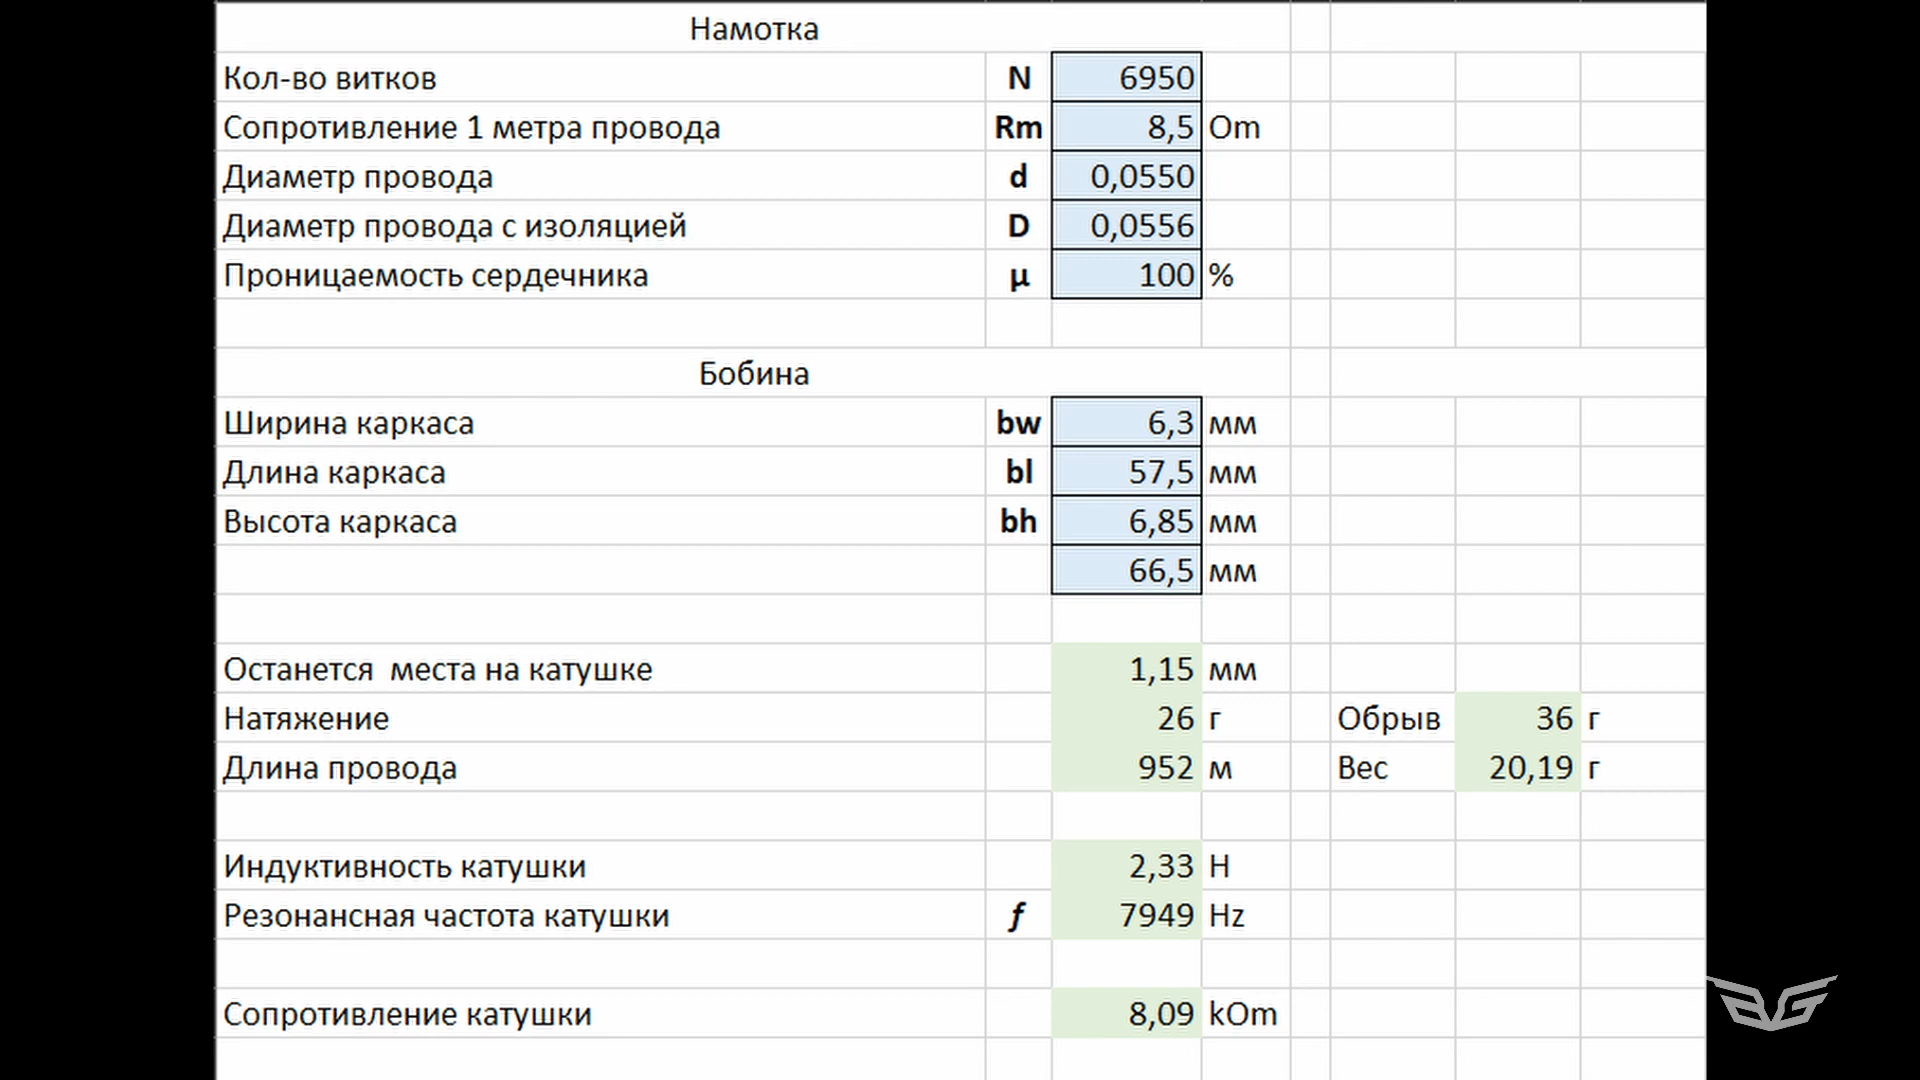 Намотка
Кол-во витков N 6950
Сопротивление 1 метра провода Rm 8,5 Om
Диаметр провода d 0,0550
Диаметр провода с изоляцией D 0,0556
Проницаемость сердечника μ 100 %
Бобина
Ширина каркаса bw 6,3 мм
Длина каркаса bl 57,5 мм
Высота каркаса bh 6,85 мм
66,5 мм
Останется места на катушке 1,15 мм
Натяжение 26 г Обрыв 36 г
Длина провода 952 м Вес 20,19 г
Индуктивность катушки 2,33 H
Резонансная частота катушки f 7949 Hz
Сопротивление катушки 8,09 kOm